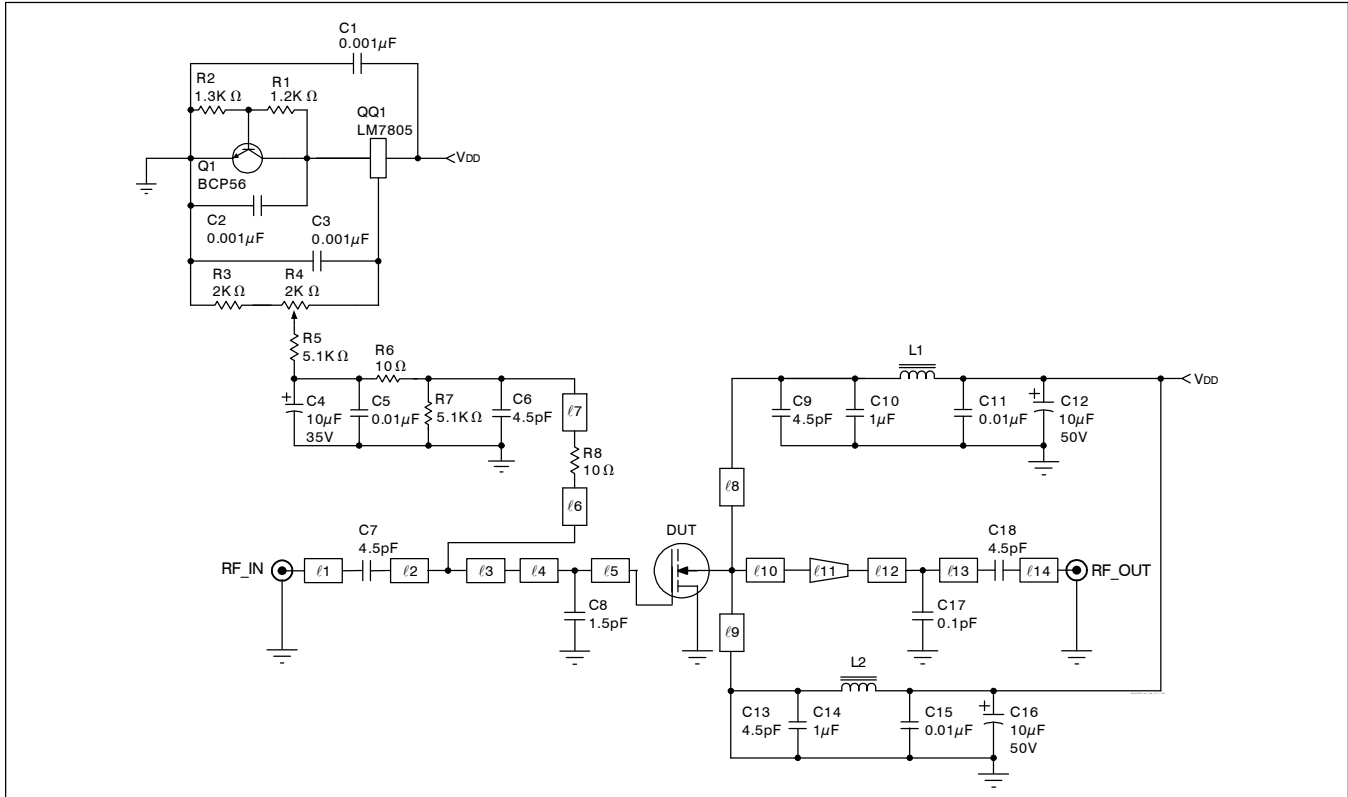 C1
0.001μF
R2
1.3K Ω
R1
1.2K Ω
QQ1
LM7805
VDD
Q1
BCP56
C2
0.001μF
C3
0.001μF
R3
2K Ω
R4
2K Ω
R5
5.1K Ω
R6
10 Ω
C4
10μF
35V
C5
0.01μF
R7
5.1K Ω
C6
4.5pF
ℓ7
R8
10 Ω
ℓ6
L1
VDD
C9
4.5pF
C10
1μF
C11
0.01μF
C12
10μF
50V
ℓ8
DUT
RF_IN
ℓ1
C7
4.5pF
ℓ2
ℓ3
ℓ4
ℓ5
C8
1.5pF
ℓ10
ℓ11
ℓ12
ℓ13
C18
4.5pF
ℓ14
RF_OUT
C17
0.1pF
ℓ9
L2
C13
4.5pF
C14
1μF
C15
0.01μF
C16
10μF
50V